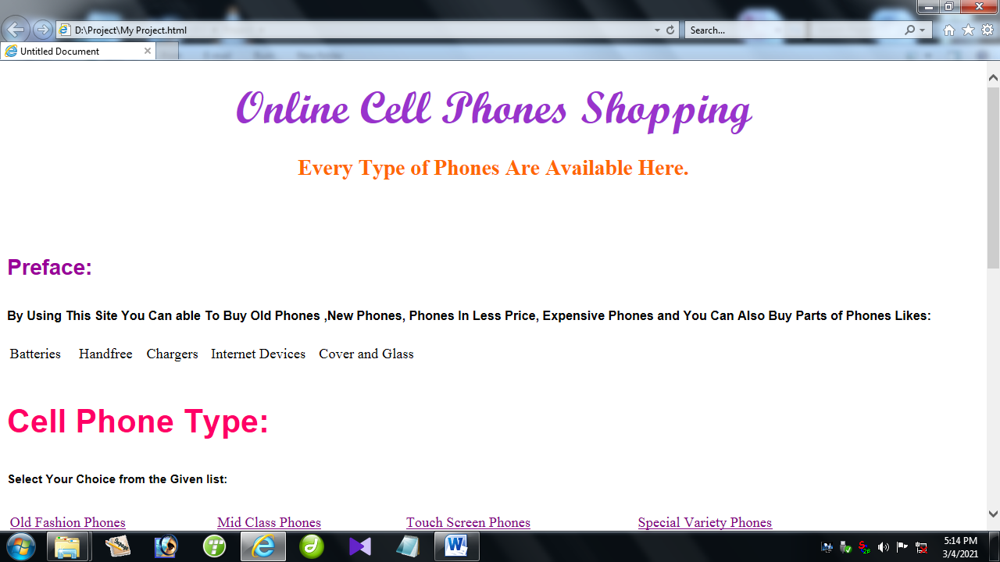 D:\Project\My Project.html
Search...
Untitled Document
Online Cell Phones Shopping
Every Type of Phones Are Available Here.
Preface:
By Using This Site You Can able To Buy Old Phones ,New Phones, Phones In Less Price, Expensive Phones and You Can Also Buy Parts of Phones Likes:
Batteries Handfree Chargers Internet Devices Cover and Glass
Cell Phone Type:
Select Your Choice from the Given list:
Old Fashion Phones Mid Class Phones Touch Screen Phones Special Variety Phones
5:14 PM
3/4/2021